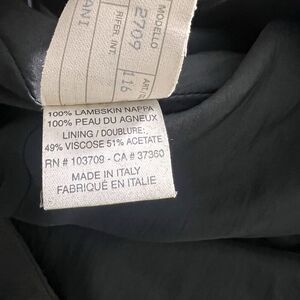 ANI
MODELLO
2709
RIFER. INT.
116
100% LAMBSKIN NAPPA
100% PEAU DU AGNEUX
LINING / DOUBLURE:
49% VISCOSE 51% ACETATE
RN # 103709 - CA # 37360
MADE IN ITALY
FABRIQUÉ EN ITALIE